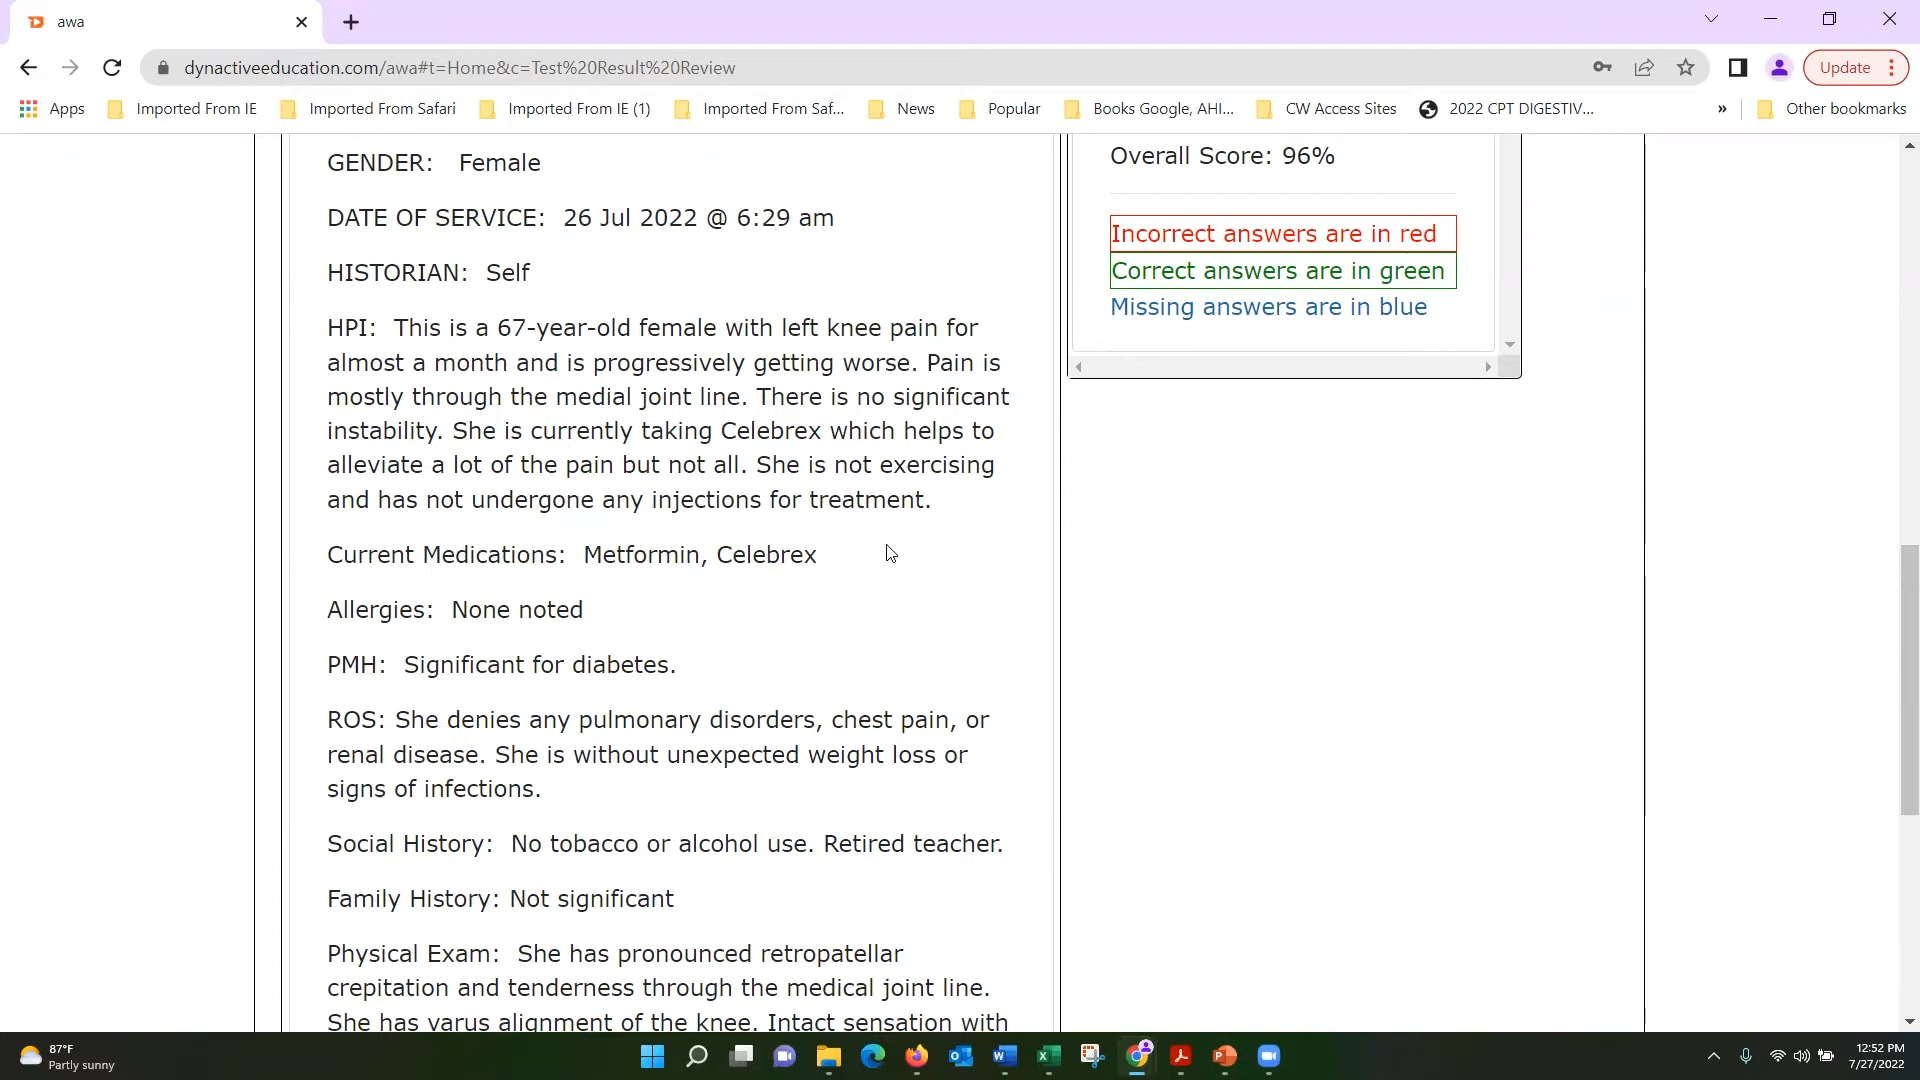 awa
dynactiveeducation.com/awa#t=Home&c=Test%20Result%20Review
Update
Apps
Imported From IE
Imported From Safari
Imported From IE (1)
Imported From Saf...
News
Popular
Books Google, AHI...
CW Access Sites
2022 CPT DIGESTIV...
»
Other bookmarks
GENDER: Female
DATE OF SERVICE: 26 Jul 2022 @ 6:29 am
HISTORIAN: Self
HPI: This is a 67-year-old female with left knee pain for
almost a month and is progressively getting worse. Pain is
mostly through the medial joint line. There is no significant
instability. She is currently taking Celebrex which helps to
alleviate a lot of the pain but not all. She is not exercising
and has not undergone any injections for treatment.
Current Medications: Metformin, Celebrex
Allergies: None noted
PMH: Significant for diabetes.
ROS: She denies any pulmonary disorders, chest pain, or
renal disease. She is without unexpected weight loss or
signs of infections.
Social History: No tobacco or alcohol use. Retired teacher.
Family History: Not significant
Physical Exam: She has pronounced retropatellar
crepitation and tenderness through the medical joint line.
She has varus alignment of the knee. Intact sensation with
Overall Score: 96%
Incorrect answers are in red
Correct answers are in green
Missing answers are in blue
87°F
Partly sunny
12:52 PM
7/27/2022